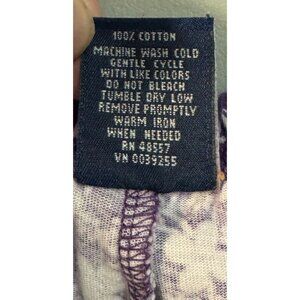 100% COTTON
MACHINE WASH COLD
GENTLE CYCLE
WITH LIKE COLORS
DO NOT BLEACH
TUMBLE DRY LOW
REMOVE PROMPTLY
WARM IRON
WHEN NEEDED
RN 48557
VN 0039255